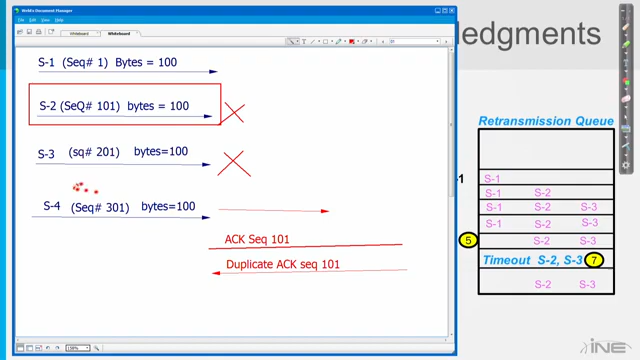 WebEx Document Manager
File Edit View Help
Whiteboard
Whiteboard
edgments
S-1 (Seq# 1) Bytes = 100
S-2 (SeQ# 101) bytes = 100
S-3 (sq# 201) bytes=100
S-4 (Seq# 301) bytes=100
ACK Seq 101
Duplicate ACK seq 101
Retransmission Queue
-1
S-1
S-1 S-2
S-1 S-2 S-3
S-1 S-2 S-3
5 S-2 S-3
Timeout S-2, S-3 7
S-2 S-3
INE